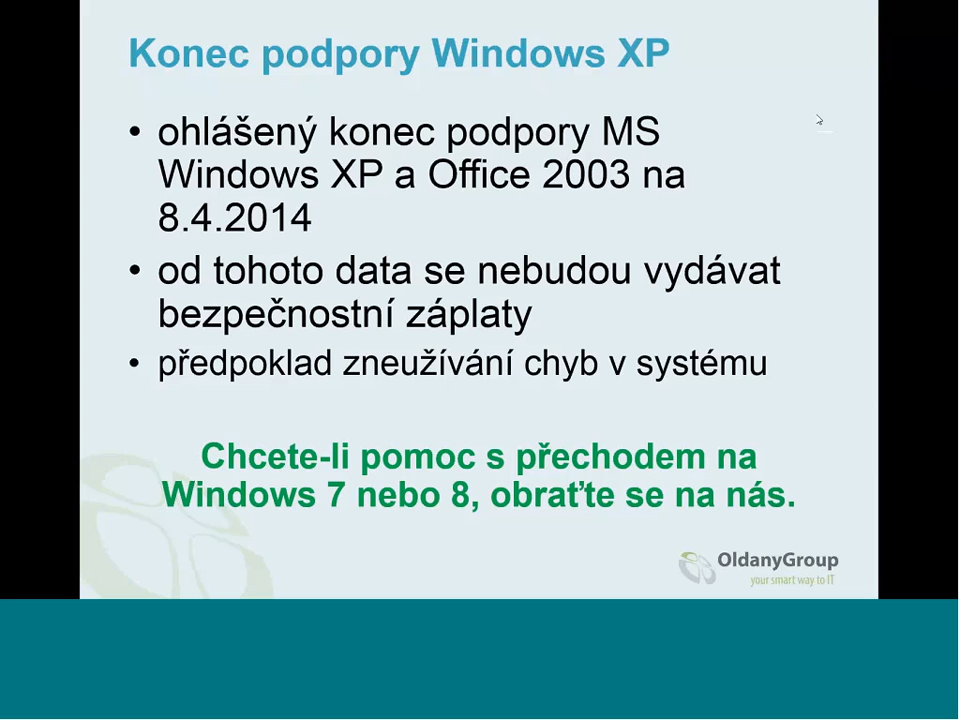 Konec podpory Windows XP
• ohlášený konec podpory MS
Windows XP a Office 2003 na
8.4.2014
• od tohoto data se nebudou vydávat
bezpečnostní záplaty
• předpoklad zneužívání chyb v systému
Chcete-li pomoc s přechodem na
Windows 7 nebo 8, obraťte se na nás.
OldanyGroup
your smart way to IT